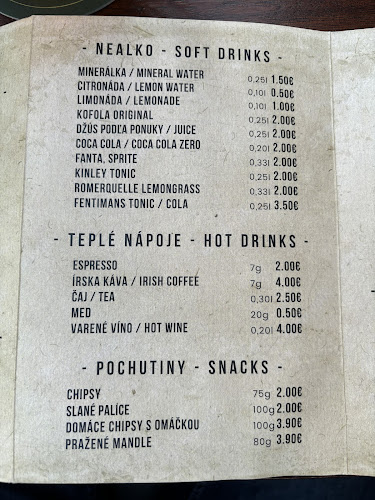 - NEALKO - SOFT DRINKS -
MINERÁLKA / MINERAL WATER 0,25l 1.50€
CITRONÁDA / LEMON WATER 0,10l 0.50€
LIMONÁDA / LEMONADE 0,10l 1.00€
KOFOLA ORIGINAL 0,25l 2.00€
DŽÚS PODĽA PONUKY / JUICE 0,25l 2.00€
COCA COLA / COCA COLA ZERO 0,20l 2.00€
FANTA, SPRITE 0,33l 2.00€
KINLEY TONIC 0,25l 2.00€
ROMERQUELLE LEMONGRASS 0,33l 2.00€
FENTIMANS TONIC / COLA 0,25l 3.50€
- TEPLÉ NÁPOJE - HOT DRINKS -
ESPRESSO 7g 2.00€
ÍRSKA KÁVA / IRISH COFFEE 7g 4.00€
ČAJ / TEA 0,30l 2.50€
MED 20g 0.50€
VARENÉ VÍNO / HOT WINE 0,20l 4.00€
- POCHUTINY - SNACKS -
CHIPSY 75g 2.00€
SLANÉ PALÍCE 100g 2.00€
DOMÁCE CHIPSY S OMÁČKOU 100g 3.90€
PRAŽENÉ MANDLE 80g 3.90€